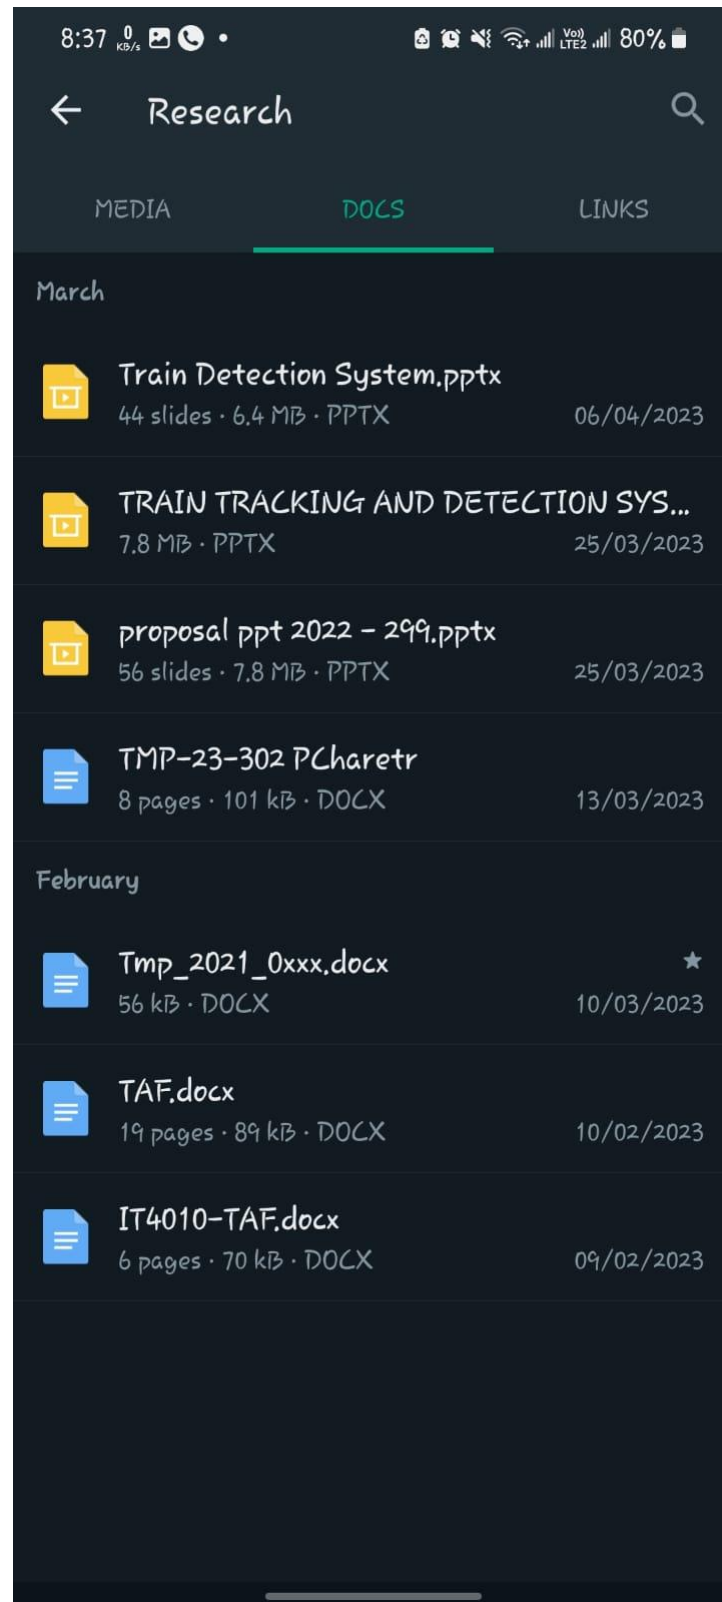 8:37 0 KB/s Vo)) LTE2 80%
Research
MEDIA DOCS LINKS
March
Train Detection System.pptx
44 slides · 6.4 MB · PPTX 06/04/2023
TRAIN TRACKING AND DETECTION SYS...
7.8 MB · PPTX 25/03/2023
proposal ppt 2022 - 299.pptx
56 slides · 7.8 MB · PPTX 25/03/2023
TMP-23-302 PCharetr
8 pages · 101 kB · DOCX 13/03/2023
February
Tmp_2021_0xxx.docx
56 kB · DOCX 10/03/2023
TAF.docx
19 pages · 89 kB · DOCX 10/02/2023
IT4010-TAF.docx
6 pages · 70 kB · DOCX 09/02/2023